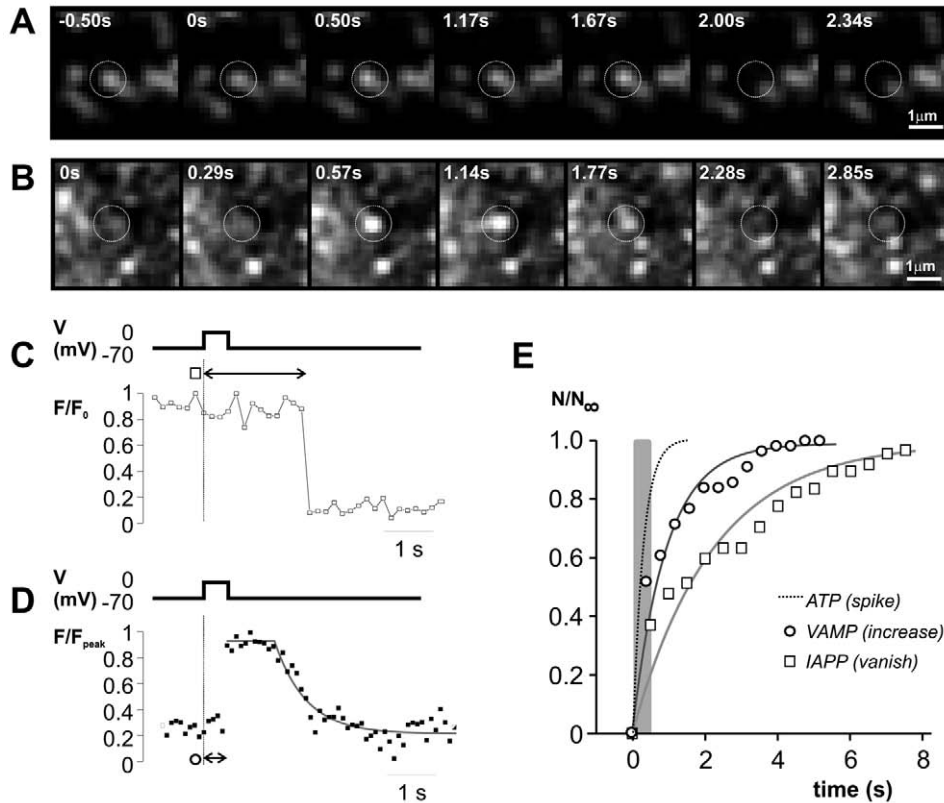 A
-0.50s 0s 0.50s 1.17s 1.67s 2.00s 2.34s
1μm
B
0s 0.29s 0.57s 1.14s 1.77s 2.28s 2.85s
1μm
C
V
(mV)
0
-70
F/F₀
1
0.8
0.6
0.4
0.2
0
1 s
D
V
(mV)
0
-70
F/Fpeak
1
0.8
0.6
0.4
0.2
0
1 s
E
N/N∞
1.0
0.8
0.6
0.4
0.2
0
ATP (spike)
VAMP (increase)
IAPP (vanish)
0 2 4 6 8
time (s)